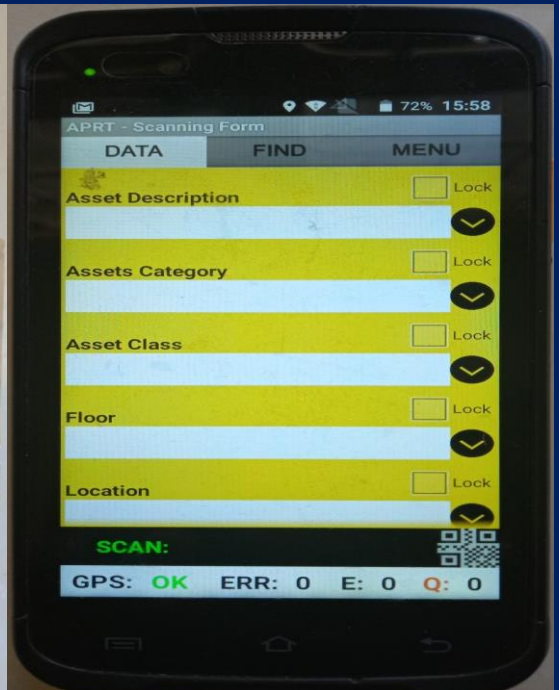 72% 15:58
APRT - Scanning Form
DATA FIND MENU
Lock
Asset Description
Lock
Assets Category
Lock
Asset Class
Lock
Floor
Lock
Location
SCAN:
GPS: OK ERR: 0 E: 0 Q: 0